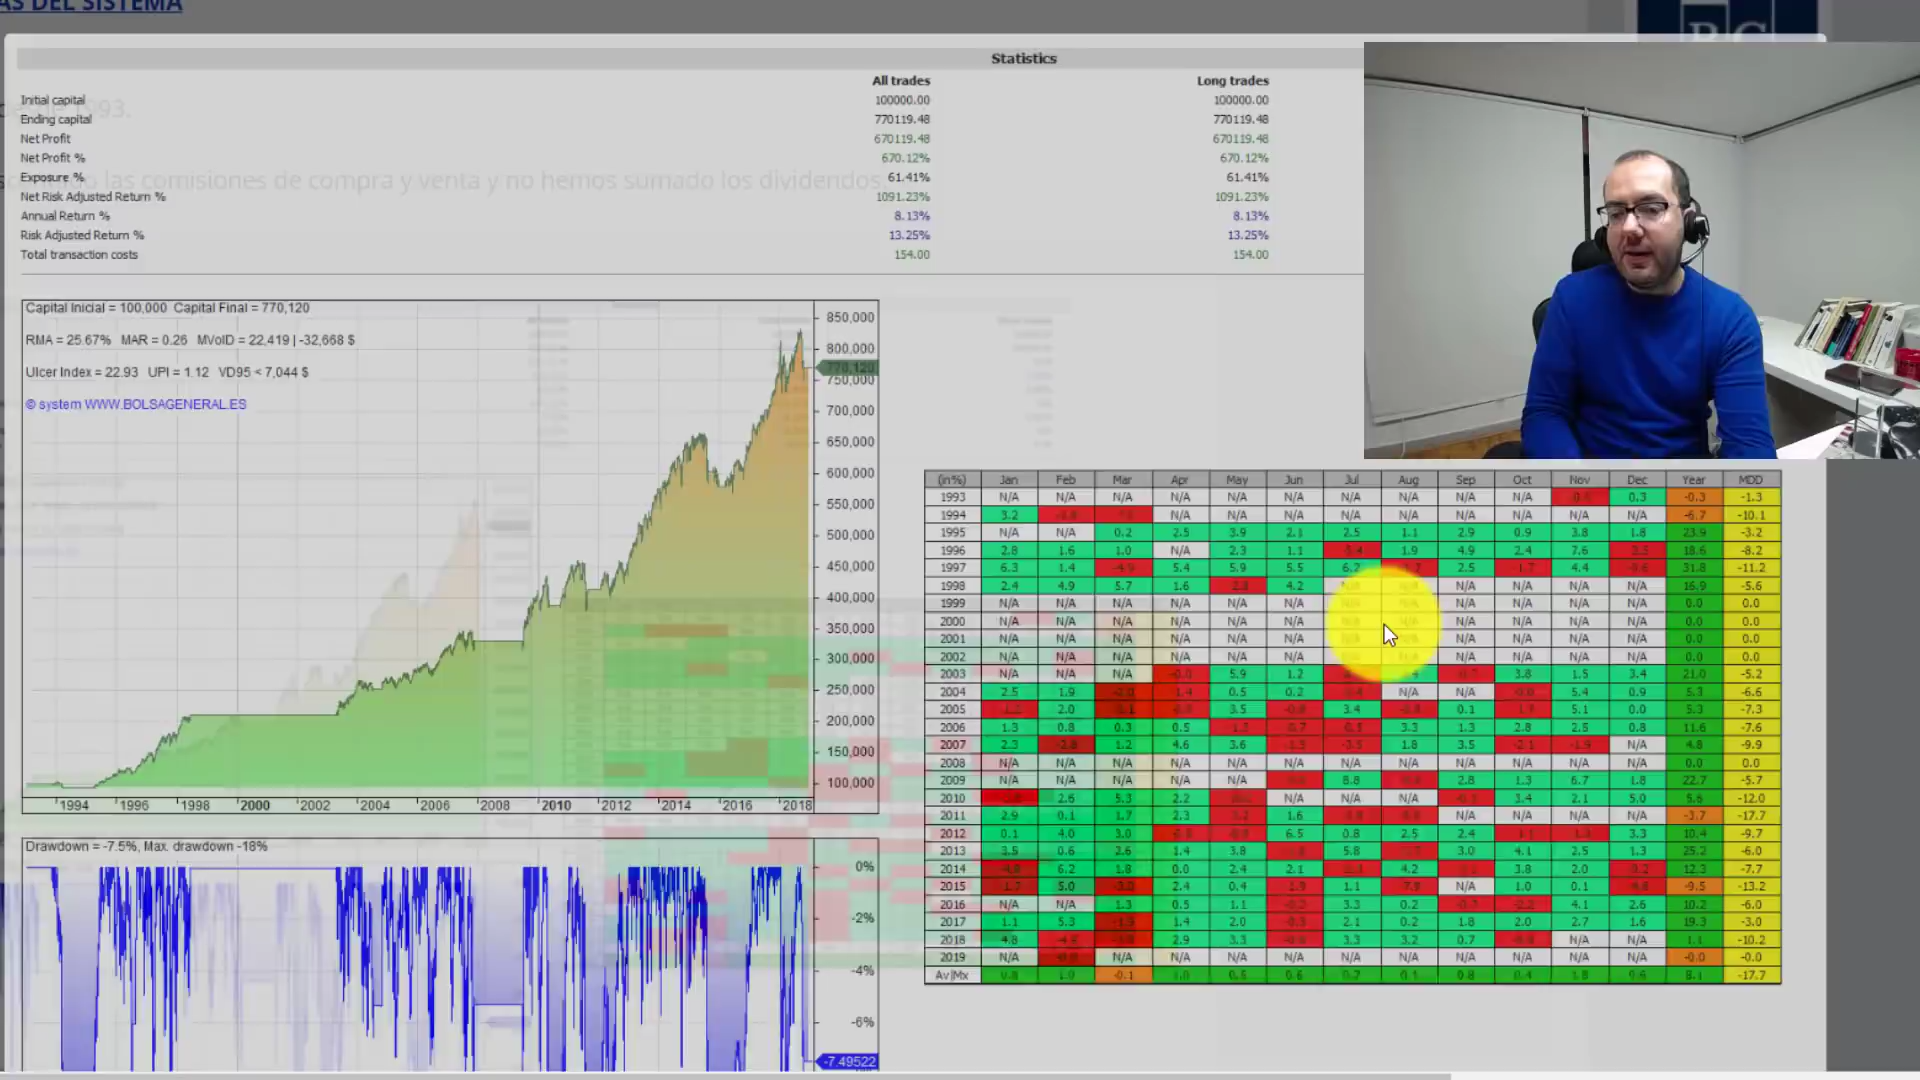 AS DEL SISTEMA
BG
Statistics
All trades Long trades
Initial capital 100000.00 100000.00
desde 1993.
Ending capital 770119.48 770119.48
Net Profit 670119.48 670119.48
Net Profit % 670.12% 670.12%
Exposure % 61.41% 61.41%
las comisiones de compra y venta y no hemos sumado los dividendos.
Net Risk Adjusted Return % 1091.23% 1091.23%
Annual Return % 8.13% 8.13%
Risk Adjusted Return % 13.25% 13.25%
Total transaction costs 154.00 154.00
Capital Inicial = 100,000 Capital Final = 770,120
RMA = 25.67% MAR = 0.26 MVoID = 22,419 | -32,668 $
Ulcer Index = 22.93 UPI = 1.12 VD95 < 7,044 $
© system WWW.BOLSAGENERAL.ES
850,000
800,000
770,120
750,000
700,000
650,000
600,000
550,000
500,000
450,000
400,000
350,000
300,000
250,000
200,000
150,000
100,000
1994 1996 1998 2000 2002 2004 2006 2008 2010 2012 2014 2016 2018
Drawdown = -7.5%, Max. drawdown -18%
0%
-2%
-4%
-6%
-7.49522
(in%) Jan Feb Mar Apr May Jun Jul Aug Sep Oct Nov Dec Year MDD
1993 N/A N/A N/A N/A N/A N/A N/A N/A N/A N/A 0.3 -0.3 -1.3
1994 3.2 N/A N/A N/A N/A N/A N/A N/A N/A N/A -6.7 -10.1
1995 N/A N/A 0.2 2.5 3.9 2.1 2.5 1.1 2.9 0.9 3.8 1.8 23.9 -3.2
1996 2.8 1.6 1.0 N/A 2.3 1.1 1.9 4.9 2.4 7.6 18.6 -8.2
1997 6.3 1.4 -4.9 5.4 5.9 5.5 6.2 2.5 -1.7 4.4 31.8 -11.2
1998 2.4 4.9 5.7 1.6 4.2 N/A N/A N/A N/A N/A N/A 16.9 -5.6
1999 N/A N/A N/A N/A N/A N/A N/A N/A N/A N/A N/A N/A 0.0 0.0
2000 N/A N/A N/A N/A N/A N/A N/A N/A N/A N/A N/A N/A 0.0 0.0
2001 N/A N/A N/A N/A N/A N/A N/A N/A N/A N/A N/A N/A 0.0 0.0
2002 N/A N/A N/A N/A N/A N/A N/A N/A N/A N/A N/A N/A 0.0 0.0
2003 N/A N/A N/A -0.0 5.9 1.2 3.8 1.5 3.4 21.0 -5.2
2004 2.5 1.9 0.5 0.2 N/A N/A 5.4 0.9 5.3 -6.6
2005 2.0 3.5 3.4 0.1 5.1 0.0 5.3 -7.3
2006 1.3 0.8 0.3 0.5 3.3 1.3 2.8 2.5 0.8 11.6 -7.6
2007 2.3 1.2 4.6 3.6 1.8 3.5 -2.1 -1.9 N/A 4.8 -9.9
2008 N/A N/A N/A N/A N/A N/A N/A N/A N/A N/A N/A N/A 0.0 0.0
2009 N/A N/A N/A N/A N/A 8.8 2.8 1.3 6.7 1.8 22.7 -5.7
2010 2.6 5.3 2.2 N/A N/A N/A 3.4 2.1 5.0 5.6 -12.0
2011 2.9 0.1 1.7 2.3 1.6 N/A N/A N/A N/A -3.7 -17.7
2012 0.1 4.0 3.0 6.5 0.8 2.5 2.4 3.3 10.4 -9.7
2013 3.5 0.6 2.6 1.4 3.8 5.8 3.0 4.1 2.5 1.3 25.2 -6.0
2014 6.2 1.8 0.0 2.4 2.1 4.2 3.8 2.0 12.3 -7.7
2015 5.0 2.4 0.4 1.1 N/A 1.0 0.1 -9.5 -13.2
2016 N/A N/A 1.3 0.5 1.1 3.3 0.2 4.1 2.6 10.2 -6.0
2017 1.1 5.3 1.4 2.0 2.1 0.2 1.8 2.0 2.7 1.6 19.3 -3.0
2018 4.8 2.9 3.3 3.3 3.2 0.7 N/A N/A 1.1 -10.2
2019 N/A N/A N/A N/A N/A N/A N/A N/A N/A N/A N/A -0.0 -0.0
Av|Mx 1.0 -0.1 1.0 0.6 0.7 0.8 0.4 1.8 8.1 -17.7